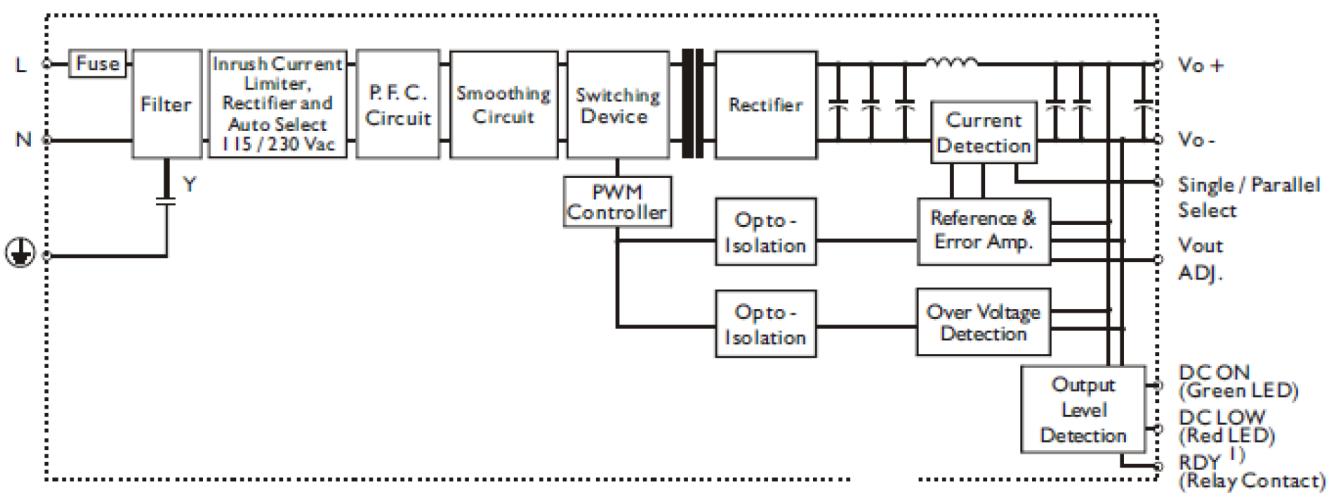 L
Fuse
Filter
Inrush Current
Limiter,
Rectifier and
Auto Select
115 / 230 Vac
P. F. C.
Circuit
Smoothing
Circuit
Switching
Device
Rectifier
Current
Detection
Vo +
N
Vo -
Y
PWM
Controller
Opto -
Isolation
Reference &
Error Amp.
Single / Parallel
Select
Vout
ADJ.
Opto -
Isolation
Over Voltage
Detection
Output
Level
Detection
DC ON
(Green LED)
DC LOW
(Red LED)
RDY 1)
(Relay Contact)